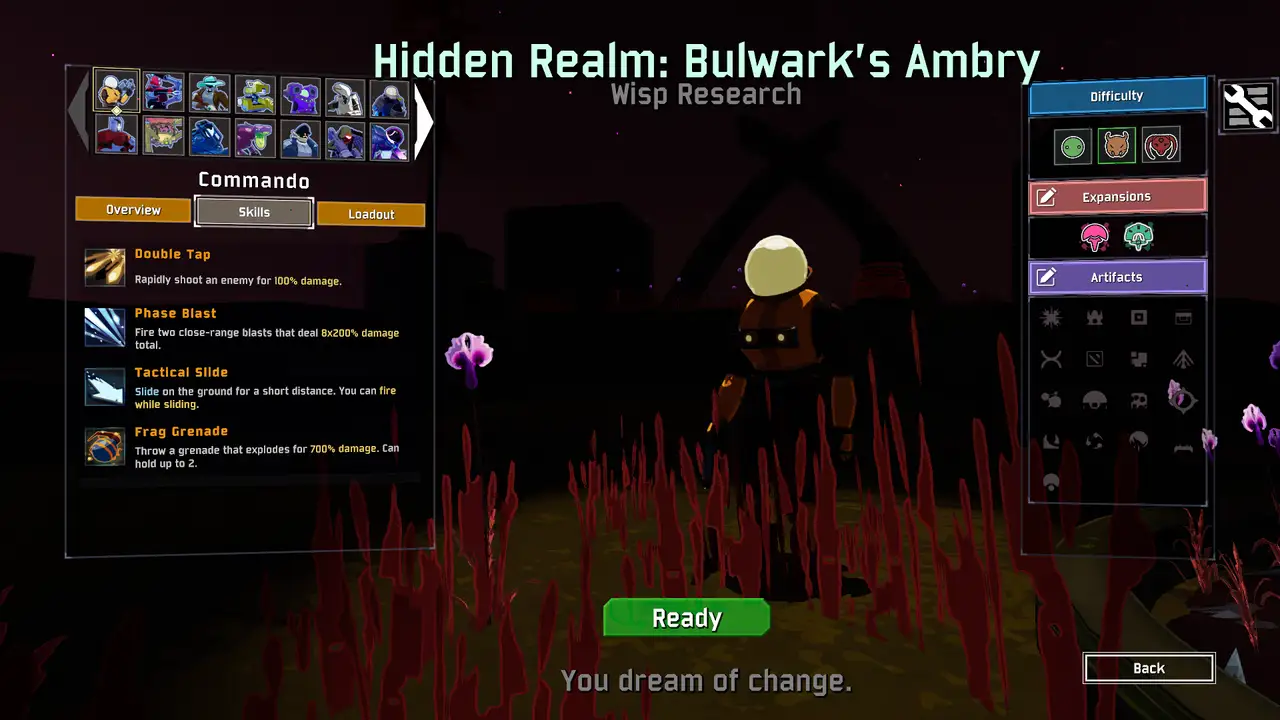 Hidden Realm: Bulwark's Ambry
Wisp Research
Commando
Overview
Skills
Loadout
Double Tap
Rapidly shoot an enemy for 100% damage.
Phase Blast
Fire two close-range blasts that deal 8x200% damage
total.
Tactical Slide
Slide on the ground for a short distance. You can fire
while sliding.
Frag Grenade
Throw a grenade that explodes for 700% damage. Can
hold up to 2.
Difficulty
Expansions
Artifacts
Ready
You dream of change.
Back